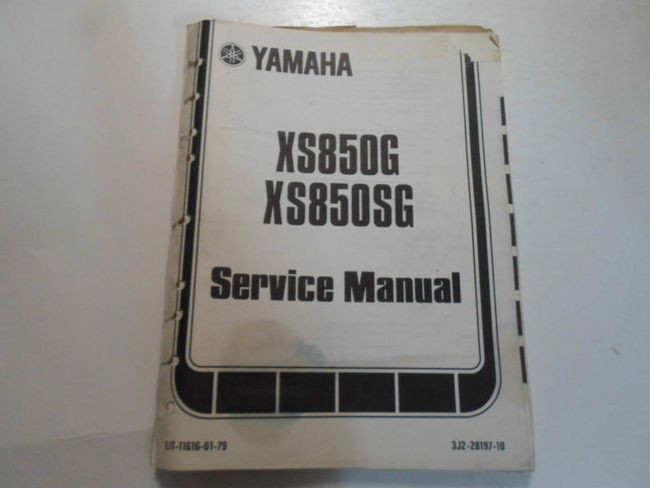 YAMAHA
XS850G
XS850SG
Service Manual
LIT-11616-01-79
3J2-28197-10